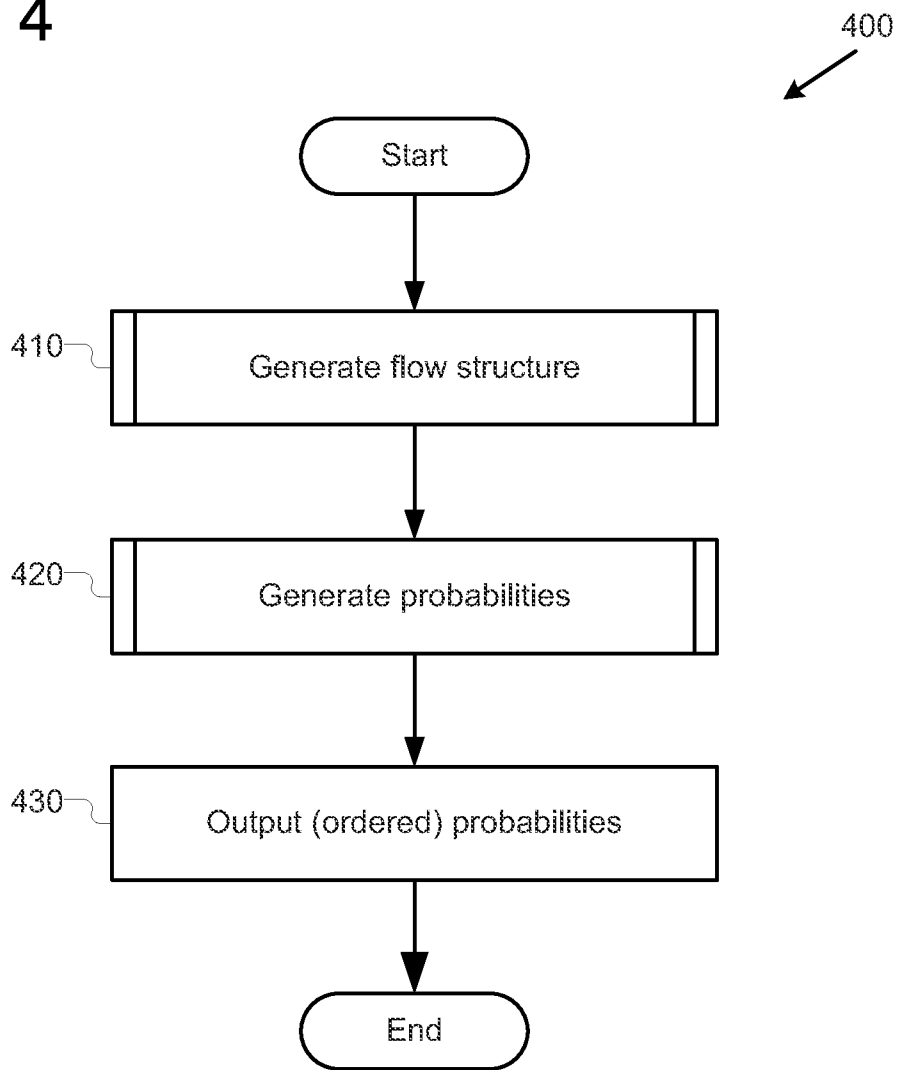 4
400
Start
410
Generate flow structure
420
Generate probabilities
430
Output (ordered) probabilities
End